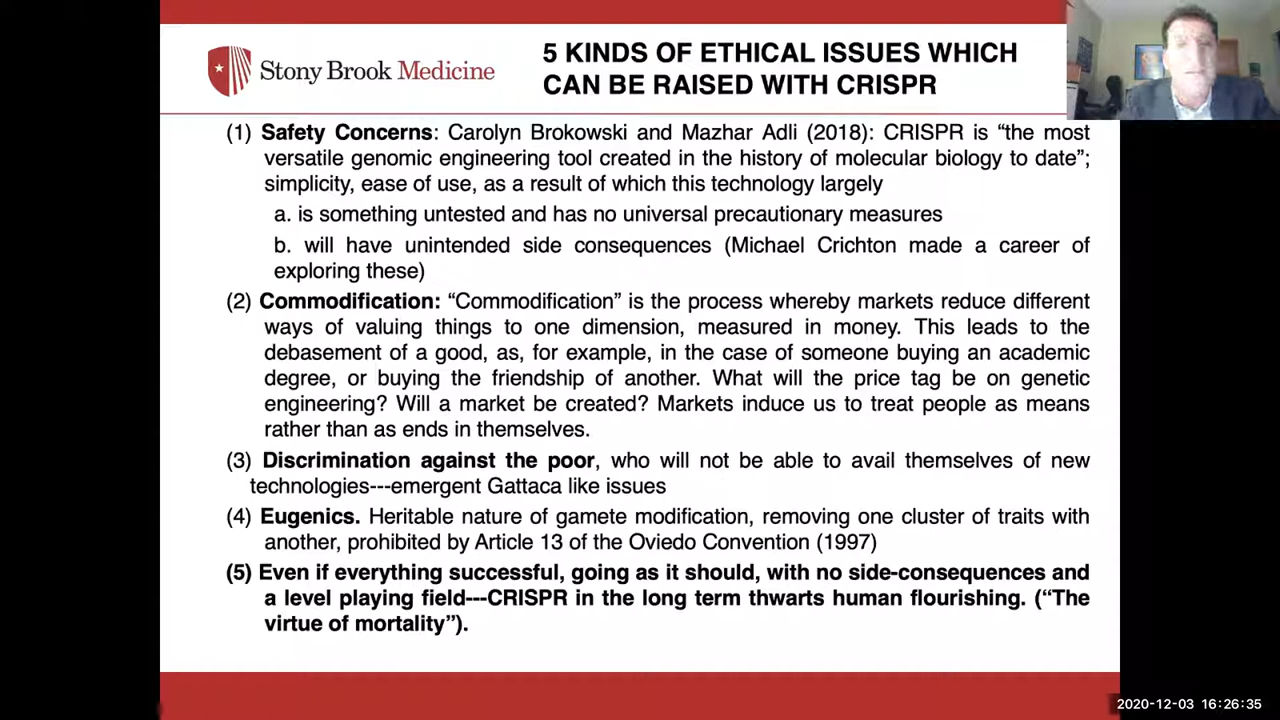 Stony Brook Medicine
5 KINDS OF ETHICAL ISSUES WHICH
CAN BE RAISED WITH CRISPR
(1) Safety Concerns: Carolyn Brokowski and Mazhar Adli (2018): CRISPR is “the most
versatile genomic engineering tool created in the history of molecular biology to date”;
simplicity, ease of use, as a result of which this technology largely
a. is something untested and has no universal precautionary measures
b. will have unintended side consequences (Michael Crichton made a career of
exploring these)
(2) Commodification: “Commodification” is the process whereby markets reduce different
ways of valuing things to one dimension, measured in money. This leads to the
debasement of a good, as, for example, in the case of someone buying an academic
degree, or buying the friendship of another. What will the price tag be on genetic
engineering? Will a market be created? Markets induce us to treat people as means
rather than as ends in themselves.
(3) Discrimination against the poor, who will not be able to avail themselves of new
technologies---emergent Gattaca like issues
(4) Eugenics. Heritable nature of gamete modification, removing one cluster of traits with
another, prohibited by Article 13 of the Oviedo Convention (1997)
(5) Even if everything successful, going as it should, with no side-consequences and
a level playing field---CRISPR in the long term thwarts human flourishing. (“The
virtue of mortality”).
2020-12-03 16:26:35